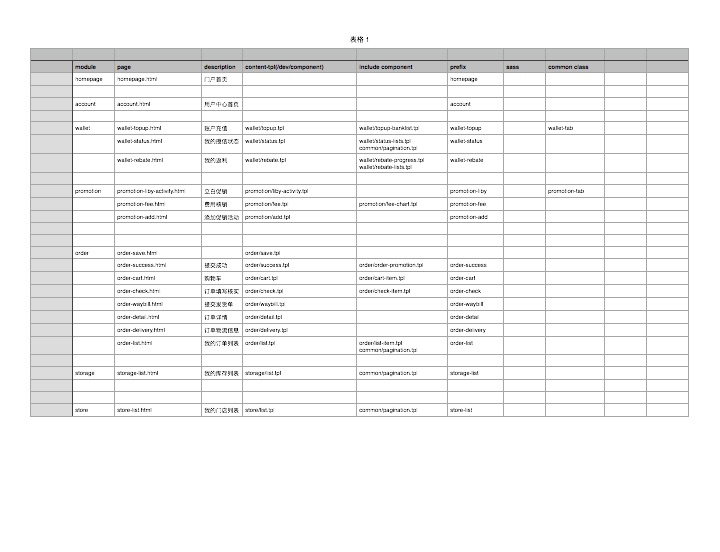 表格 1
module page description content-tpl(/dev/component) include component prefix sass common class
homepage homepage.html 门户首页 homepage
account account.html 用户中心首页 account
wallet wallet-topup.html 账户充值 wallet/topup.tpl wallet/topup-banklist.tpl wallet-topup wallet-tab
wallet-status.html 我的授信状态 wallet/status.tpl wallet/status-lists.tpl wallet-status
common/pagination.tpl
wallet-rebate.html 我的返利 wallet/rebate.tpl wallet/rebate-progress.tpl wallet-rebate
wallet/rebate-lists.tpl
promotion promotion-liby-activity.html 立白促销 promotion/liby-activity.tpl promotion-liby promotion-tab
promotion-fee.html 费用核销 promotion/fee.tpl promotion/fee-chart.tpl promotion-fee
promotion-add.html 添加促销活动 promotion/add.tpl promotion-add
order order-save.html order/save.tpl
order-success.html 提交成功 order/success.tpl order/order-promotion.tpl order-success
order-cart.html 购物车 order/cart.tpl order/cart-item.tpl order-cart
order-check.html 订单填写核实 order/check.tpl order/check-item.tpl order-check
order-waybill.html 提交发货单 order/waybill.tpl order-waybill
order-detail.html 订单详情 order/detail.tpl order-detail
order-delivery.html 订单物流信息 order/delivery.tpl order-delivery
order-list.html 我的订单列表 order/list.tpl order/list-item.tpl order-list
common/pagination.tpl
storage storage-list.html 我的库存列表 storage/list.tpl common/pagination.tpl storage-list
store store-list.html 我的门店列表 store/list.tpl common/pagination.tpl store-list